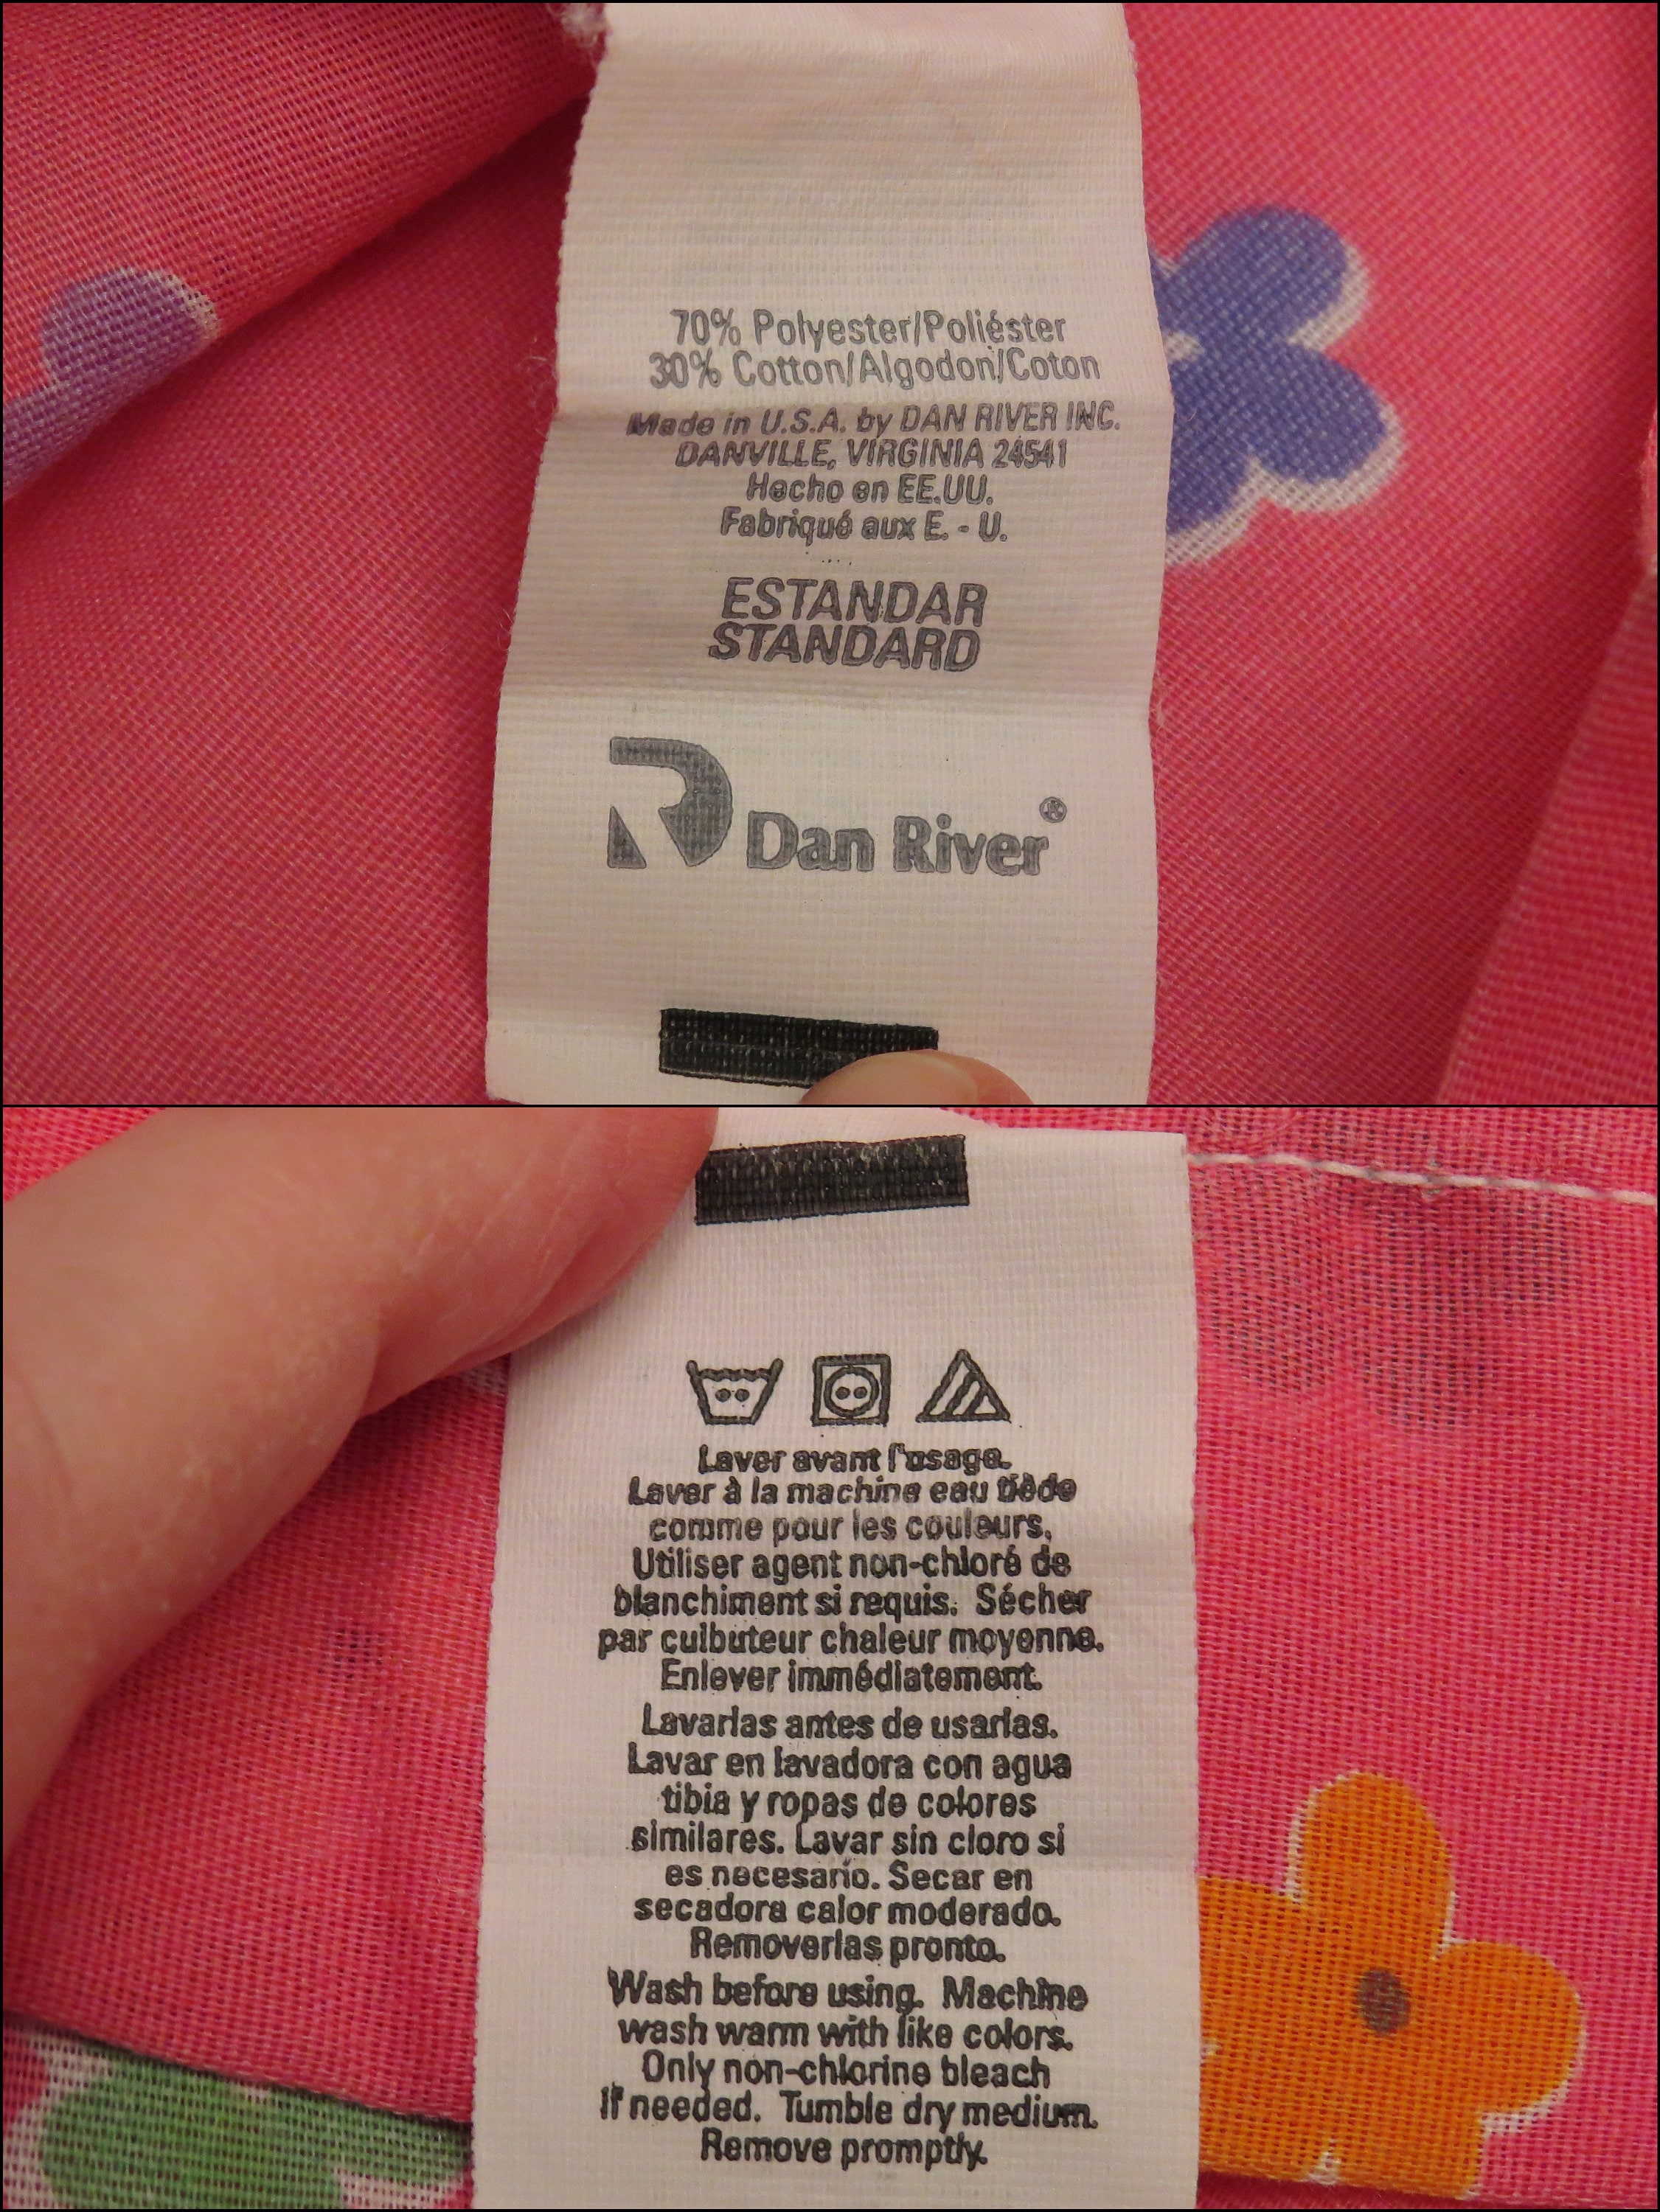 70% Polyester/Poliéster
30% Cotton/Algodon/Coton
Made in U.S.A. by DAN RIVER INC.
DANVILLE, VIRGINIA 24541
Hecho en EE.UU.
Fabriqué aux E. - U.
ESTANDAR
STANDARD
Dan River®
Laver avant l'usage.
Laver à la machine eau tiède
comme pour les couleurs.
Utiliser agent non-chloré de
blanchiment si requis. Sécher
par culbuteur chaleur moyenne.
Enlever immédiatement.
Lavarlas antes de usarlas.
Lavar en lavadora con agua
tibia y ropas de colores
similares. Lavar sin cloro si
es necesario. Secar en
secadora calor moderado.
Removerlas pronto.
Wash before using. Machine
wash warm with like colors.
Only non-chlorine bleach
If needed. Tumble dry medium.
Remove promptly.